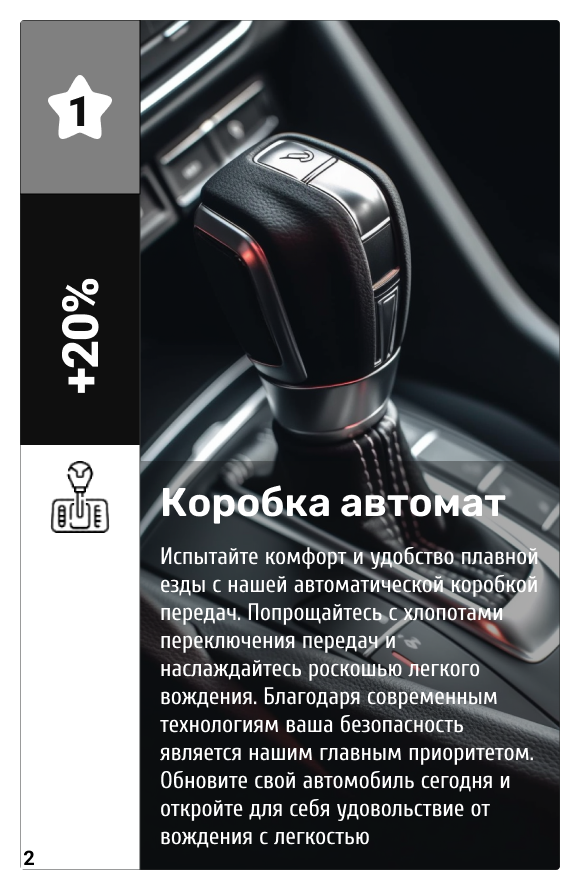 1
+20%
Коробка автомат
Испытайте комфорт и удобство плавной
езды с нашей автоматической коробкой
передач. Попрощайтесь с хлопотами
переключения передач и
наслаждайтесь роскошью легкого
вождения. Благодаря современным
технологиям ваша безопасность
является нашим главным приоритетом.
Обновите свой автомобиль сегодня и
откройте для себя удовольствие от
вождения с легкостью
2